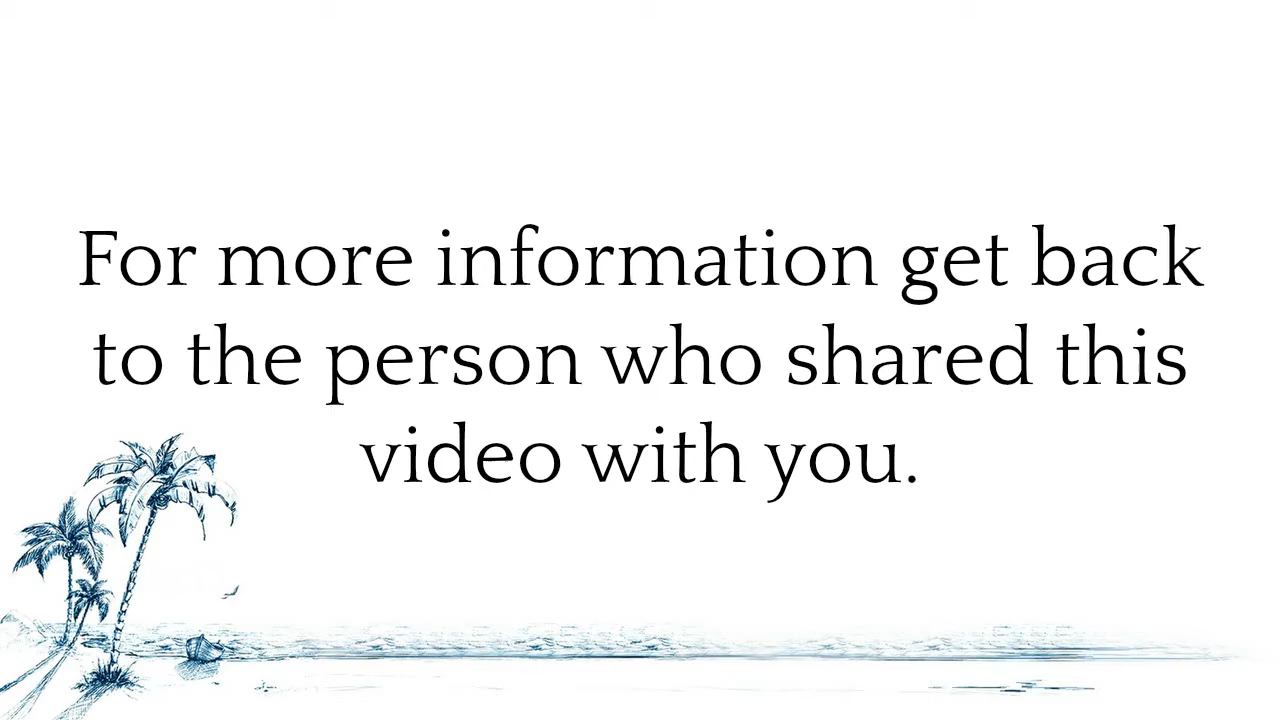 For more information get back
to the person who shared this
video with you.